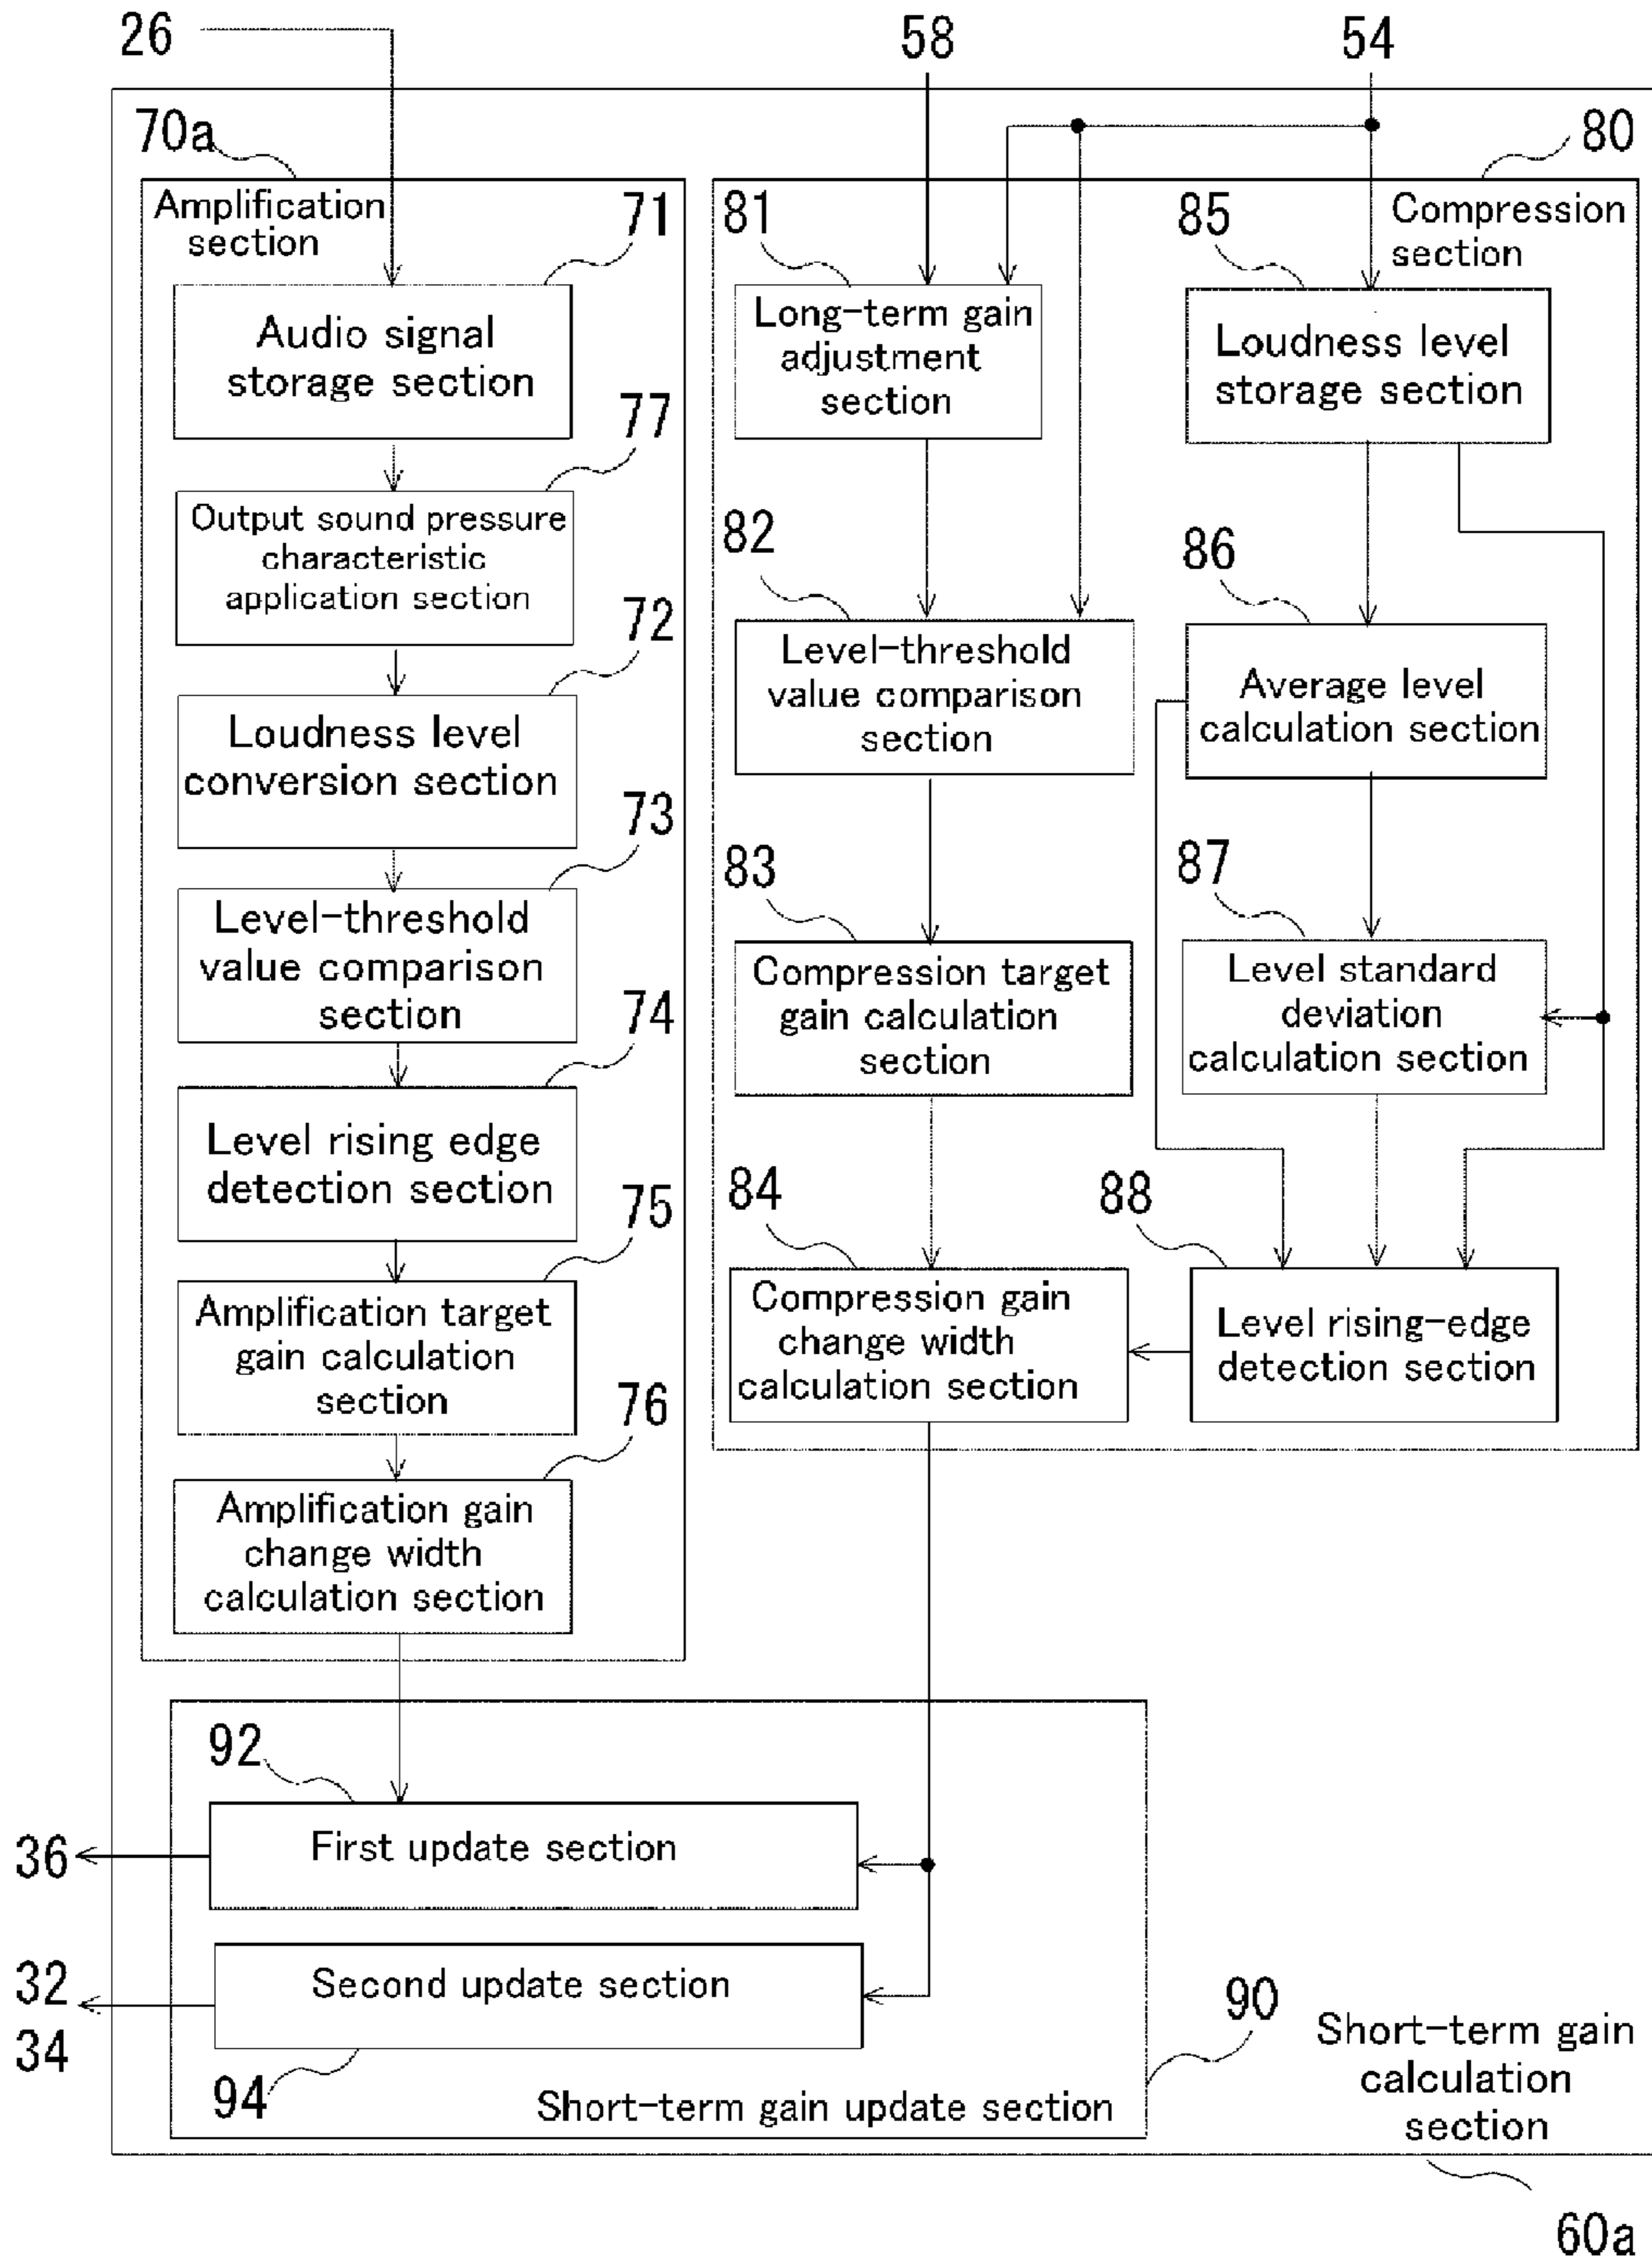 26
58
54
70a
80
Amplification
section
71
Audio signal
storage section
77
Output sound pressure
characteristic
application section
72
Loudness level
conversion section
73
Level-threshold
value comparison
section
74
Level rising edge
detection section
75
Amplification target
gain calculation
section
76
Amplification gain
change width
calculation section
Compression
section
81
Long-term gain
adjustment
section
82
Level-threshold
value comparison
section
83
Compression target
gain calculation
section
84
Compression gain
change width
calculation section
85
Loudness level
storage section
86
Average level
calculation section
87
Level standard
deviation
calculation section
88
Level rising-edge
detection section
92
First update section
36
Second update section
32
34
94
Short-term gain update section
90
Short-term gain
calculation
section
60a